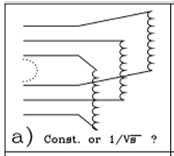 a) Const. or 1/√s ?